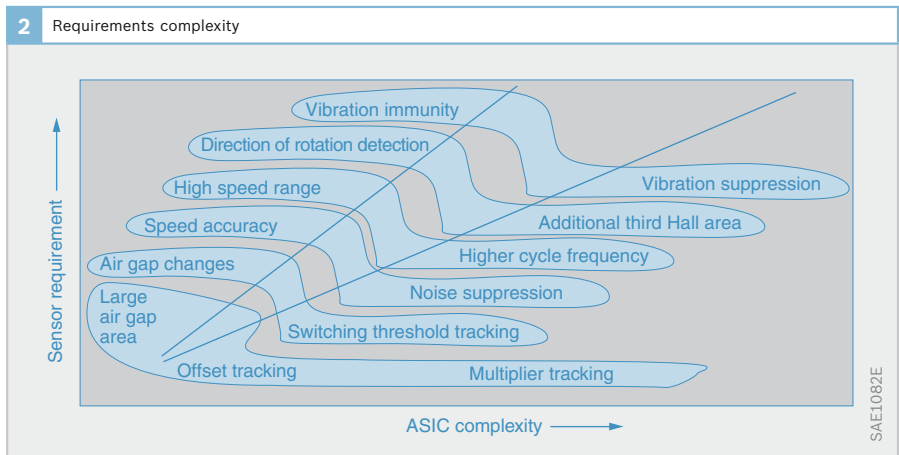 2 Requirements complexity
Vibration immunity
Direction of rotation detection
High speed range
Vibration suppression
Speed accuracy
Additional third Hall area
Air gap changes
Higher cycle frequency
Large
air gap
area
Noise suppression
Switching threshold tracking
Offset tracking
Multiplier tracking
Sensor requirement
ASIC complexity
SAE1082E